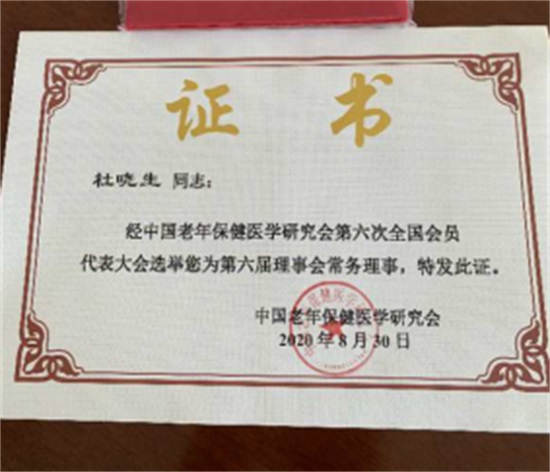 证 书
杜晓生 同志：
经中国老年保健医学研究会第六次全国会员
代表大会选举您为第六届理事会常务理事，特发此证。
中国老年保健医学研究会
2020年8月30日